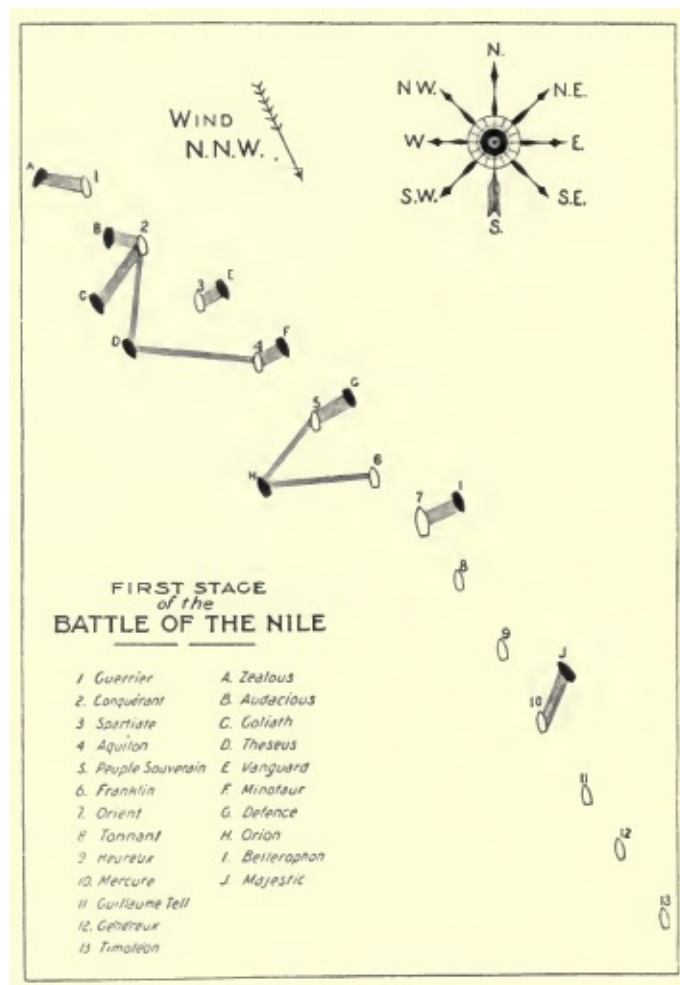 N.
N W. N.E.
WIND
N.N.W.
W E.
S.W. S.E.
S.
A 1
B 2
C
3 E
D
4 F
5 G
H 6
7 I
8
9
J
10
11
12
13
FIRST STAGE
of the
BATTLE OF THE NILE
1 Guerrier
2. Conquérant
3 Spartiate
4 Aquilon
5. Peuple Souverain
6. Franklin
7. Orient
8 Tonnant
9 Heureux
10. Mercure
11 Guillaume Tell
12. Généreux
13 Timoléon
A. Zealous
B. Audacious
C. Goliath
D. Theseus
E Vanguard
F. Minotaur
G. Defence
H. Orion
I. Bellerophon
J. Majestic